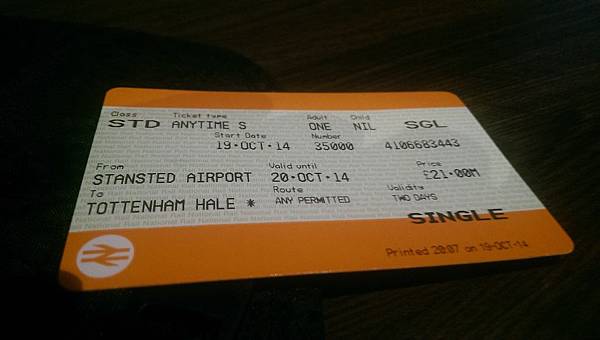 Class Ticket type Adult Child
STD ANYTIME S ONE NIL SGL
Start Date Number
19·OCT·14 35000 4106683443
From Valid until Price
STANSTED AIRPORT 20·OCT·14 £21·00M
To Route Validity
TOTTENHAM HALE * ANY PERMITTED TWO DAYS
SINGLE
Printed 20:07 on 19-OCT-14